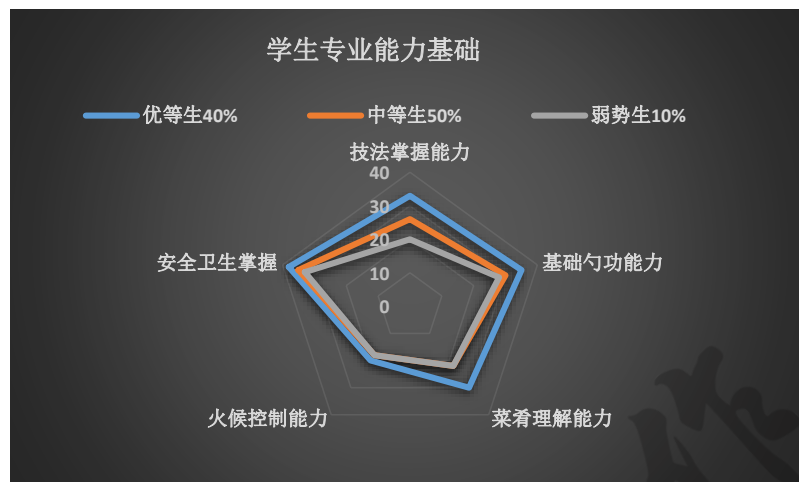 学生专业能力基础
优等生40%
中等生50%
弱势生10%
技法掌握能力
40
30
20
10
0
安全卫生掌握
基础勺功能力
火候控制能力
菜肴理解能力